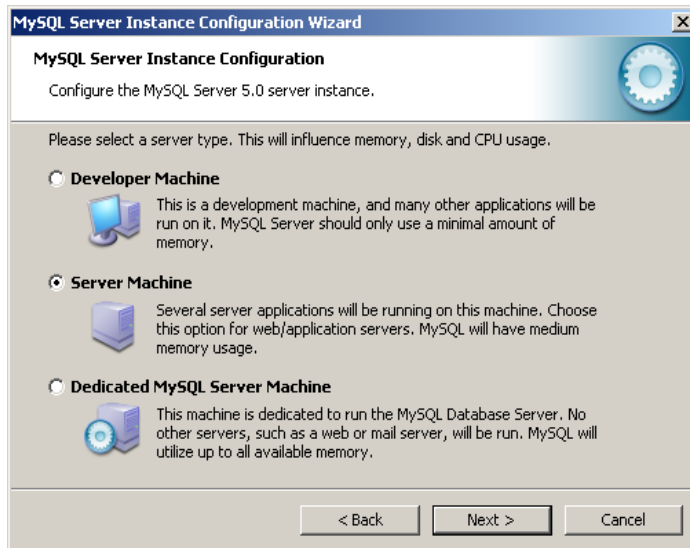 MySQL Server Instance Configuration Wizard
MySQL Server Instance Configuration
Configure the MySQL Server 5.0 server instance.
Please select a server type. This will influence memory, disk and CPU usage.
Developer Machine
This is a development machine, and many other applications will be
run on it. MySQL Server should only use a minimal amount of
memory.
Server Machine
Several server applications will be running on this machine. Choose
this option for web/application servers. MySQL will have medium
memory usage.
Dedicated MySQL Server Machine
This machine is dedicated to run the MySQL Database Server. No
other servers, such as a web or mail server, will be run. MySQL will
utilize up to all available memory.
< Back Next > Cancel